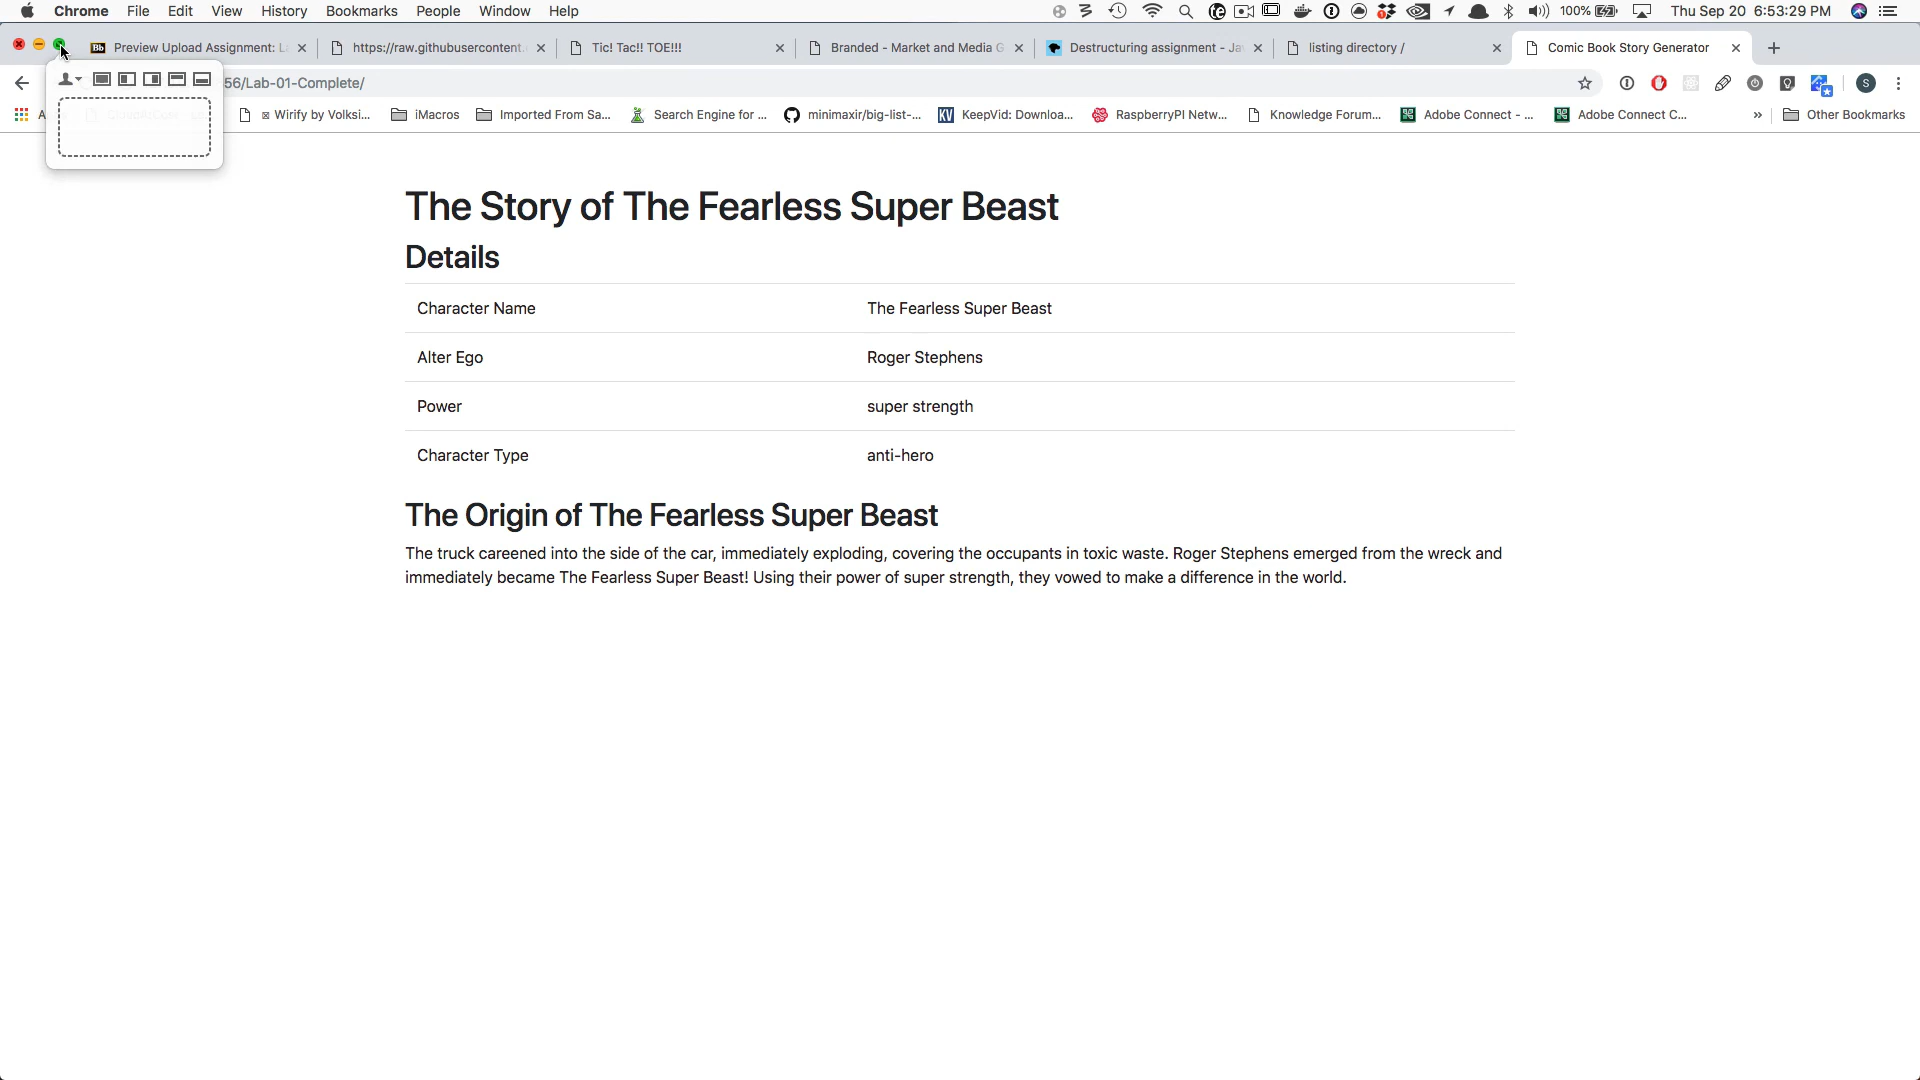 Chrome File Edit View History Bookmarks People Window Help 100% Thu Sep 20 6:53:29 PM
Preview Upload Assignment: L
https://raw.githubusercontent.
Tic! Tac!! TOE!!!
Branded - Market and Media G
Destructuring assignment - Ja
listing directory /
Comic Book Story Generator
56/Lab-01-Complete/
Wirify by Volksi...
iMacros
Imported From Sa...
Search Engine for ...
minimaxir/big-list-...
KeepVid: Downloa...
RaspberryPI Netw...
Knowledge Forum...
Adobe Connect - ...
Adobe Connect C...
»
Other Bookmarks
The Story of The Fearless Super Beast
Details
Character Name The Fearless Super Beast
Alter Ego Roger Stephens
Power super strength
Character Type anti-hero
The Origin of The Fearless Super Beast
The truck careened into the side of the car, immediately exploding, covering the occupants in toxic waste. Roger Stephens emerged from the wreck and
immediately became The Fearless Super Beast! Using their power of super strength, they vowed to make a difference in the world.